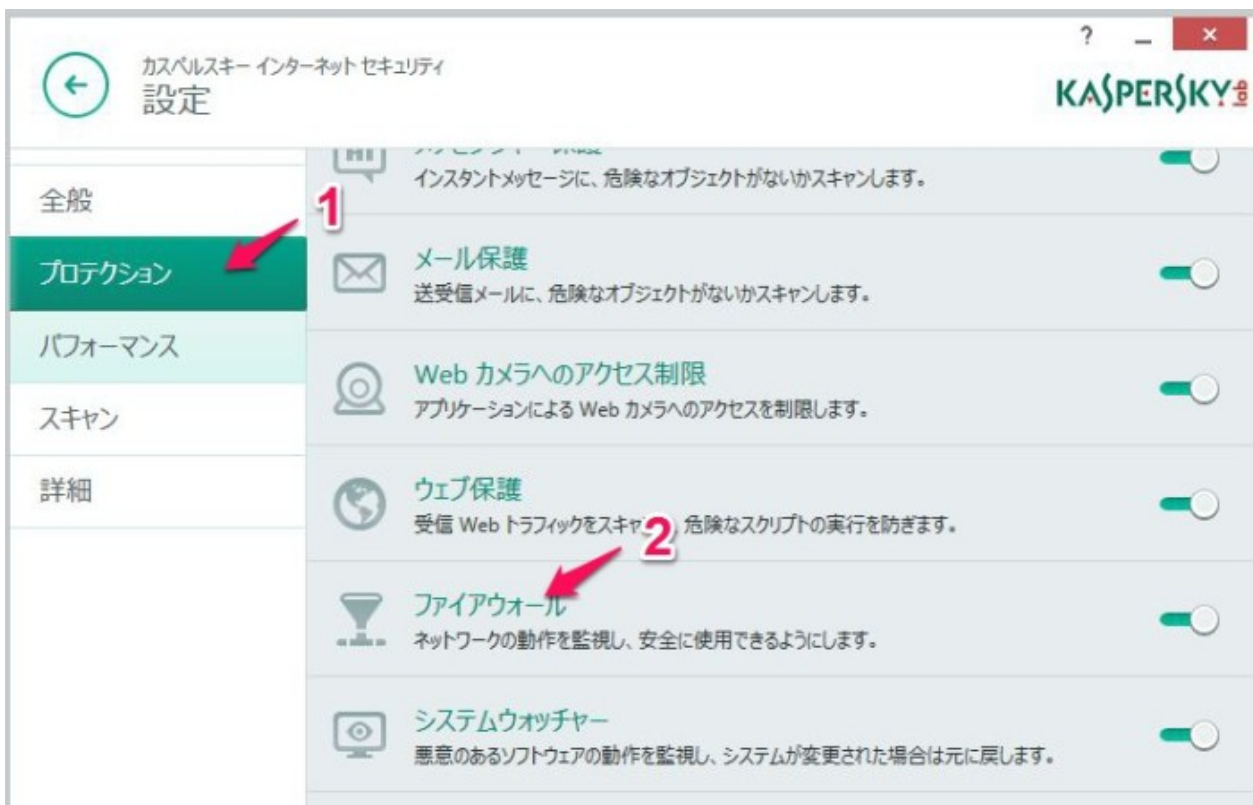 ? _ ×
カスペルスキー インターネット セキュリティ
設定
KASPERSKY lab
全般
プロテクション
パフォーマンス
スキャン
詳細
1
HI
インスタントメッセージに、危険なオブジェクトがないかスキャンします。
メール保護
送受信メールに、危険なオブジェクトがないかスキャンします。
Web カメラへのアクセス制限
アプリケーションによる Web カメラへのアクセスを制限します。
ウェブ保護
受信 Web トラフィックをスキャ 、危険なスクリプトの実行を防ぎます。
2
ファイアウォール
ネットワークの動作を監視し、安全に使用できるようにします。
システムウォッチャー
悪意のあるソフトウェアの動作を監視し、システムが変更された場合は元に戻します。